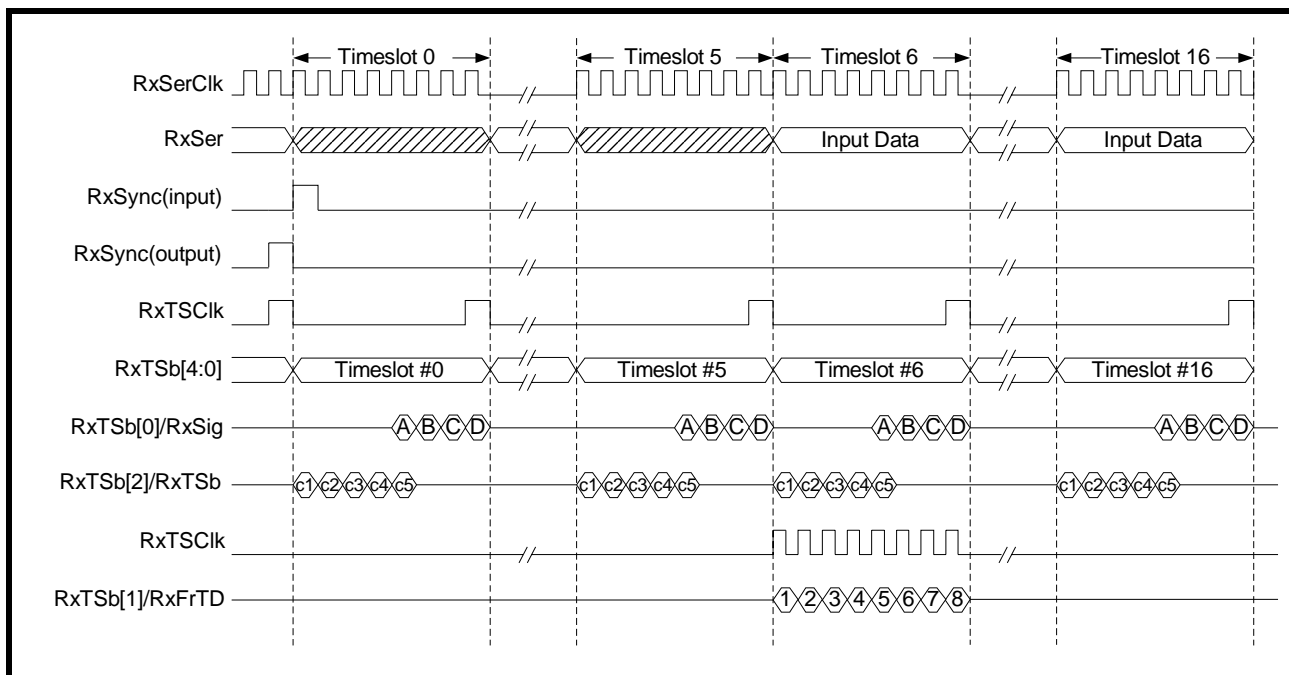 Timeslot 0 Timeslot 5 Timeslot 6 Timeslot 16
RxSerClk
RxSer Input Data Input Data
RxSync(input)
RxSync(output)
RxTSClk
RxTSb[4:0] Timeslot #0 Timeslot #5 Timeslot #6 Timeslot #16
RxTSb[0]/RxSig A B C D A B C D A B C D A B C D
RxTSb[2]/RxTSb c1 c2 c3 c4 c5 c1 c2 c3 c4 c5 c1 c2 c3 c4 c5 c1 c2 c3 c4 c5
RxTSClk
RxTSb[1]/RxFrTD 1 2 3 4 5 6 7 8